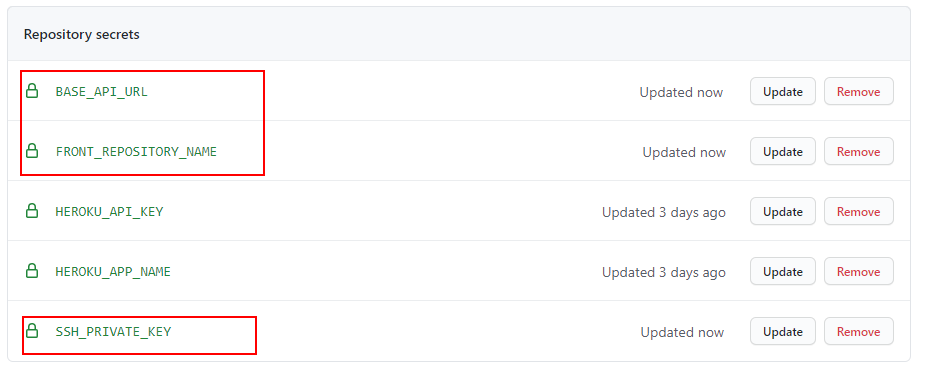 Repository secrets
BASE_API_URL Updated now Update Remove
FRONT_REPOSITORY_NAME Updated now Update Remove
HEROKU_API_KEY Updated 3 days ago Update Remove
HEROKU_APP_NAME Updated 3 days ago Update Remove
SSH_PRIVATE_KEY Updated now Update Remove